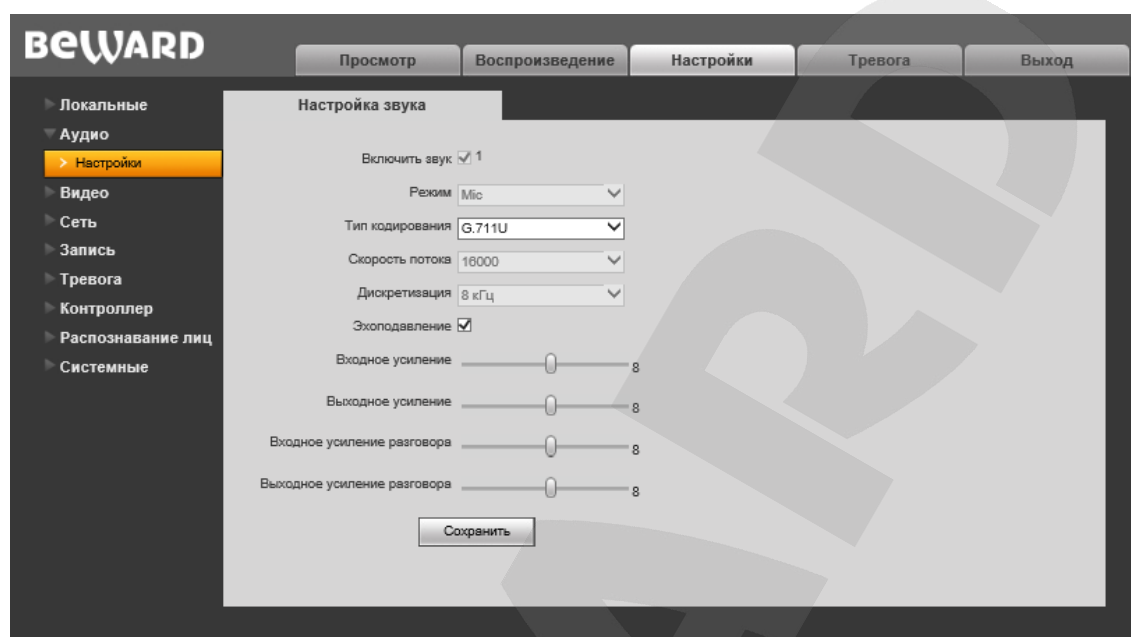 BEWARD
Просмотр Воспроизведение Настройки Тревога Выход
Локальные
Аудио
> Настройки
Видео
Сеть
Запись
Тревога
Контроллер
Распознавание лиц
Системные
Настройка звука
Включить звук 1
Режим Mic
Тип кодирования G.711U
Скорость потока 16000
Дискретизация 8 кГц
Эхоподавление
Входное усиление 8
Выходное усиление 8
Входное усиление разговора 8
Выходное усиление разговора 8
Сохранить